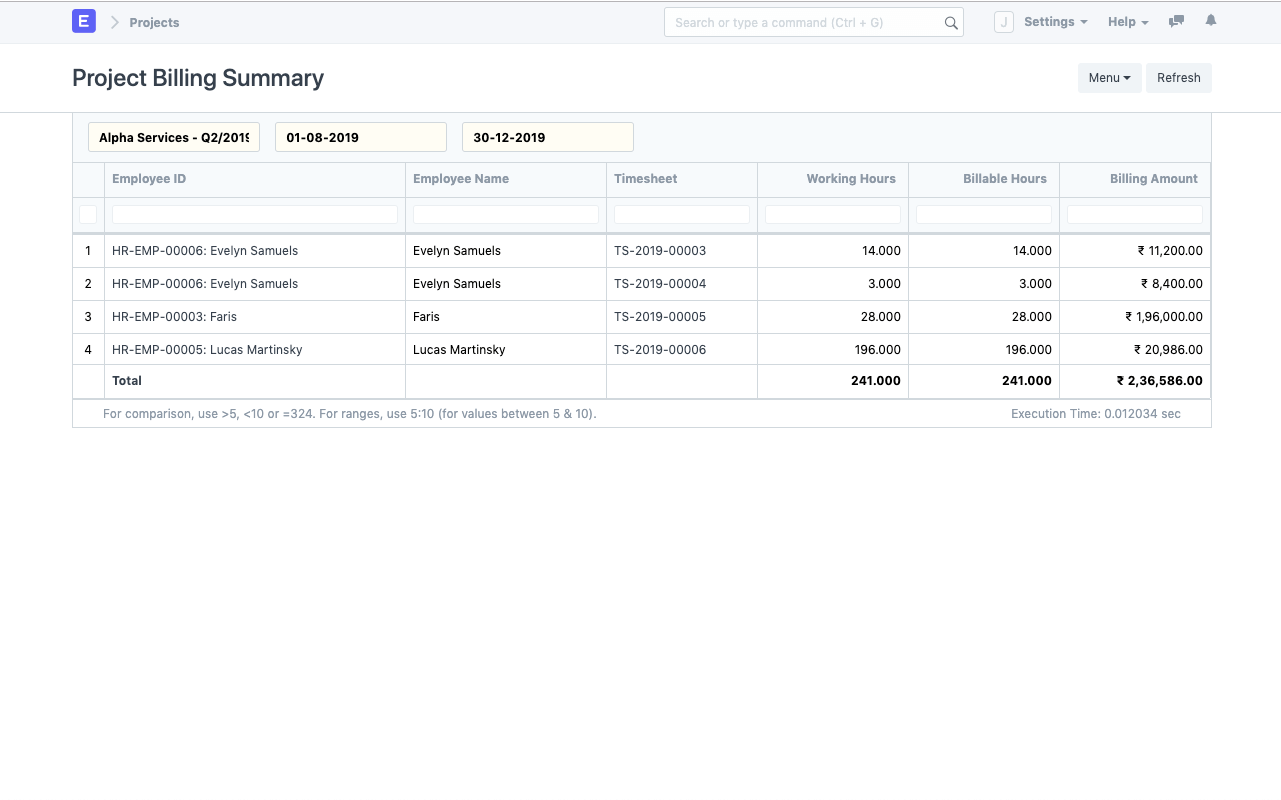 E Projects Search or type a command (Ctrl + G) J Settings Help
Project Billing Summary Menu Refresh
Alpha Services - Q2/2019 01-08-2019 30-12-2019
Employee ID Employee Name Timesheet Working Hours Billable Hours Billing Amount
1 HR-EMP-00006: Evelyn Samuels Evelyn Samuels TS-2019-00003 14.000 14.000 ₹ 11,200.00
2 HR-EMP-00006: Evelyn Samuels Evelyn Samuels TS-2019-00004 3.000 3.000 ₹ 8,400.00
3 HR-EMP-00003: Faris Faris TS-2019-00005 28.000 28.000 ₹ 1,96,000.00
4 HR-EMP-00005: Lucas Martinsky Lucas Martinsky TS-2019-00006 196.000 196.000 ₹ 20,986.00
Total 241.000 241.000 ₹ 2,36,586.00
For comparison, use >5, <10 or =324. For ranges, use 5:10 (for values between 5 & 10). Execution Time: 0.012034 sec